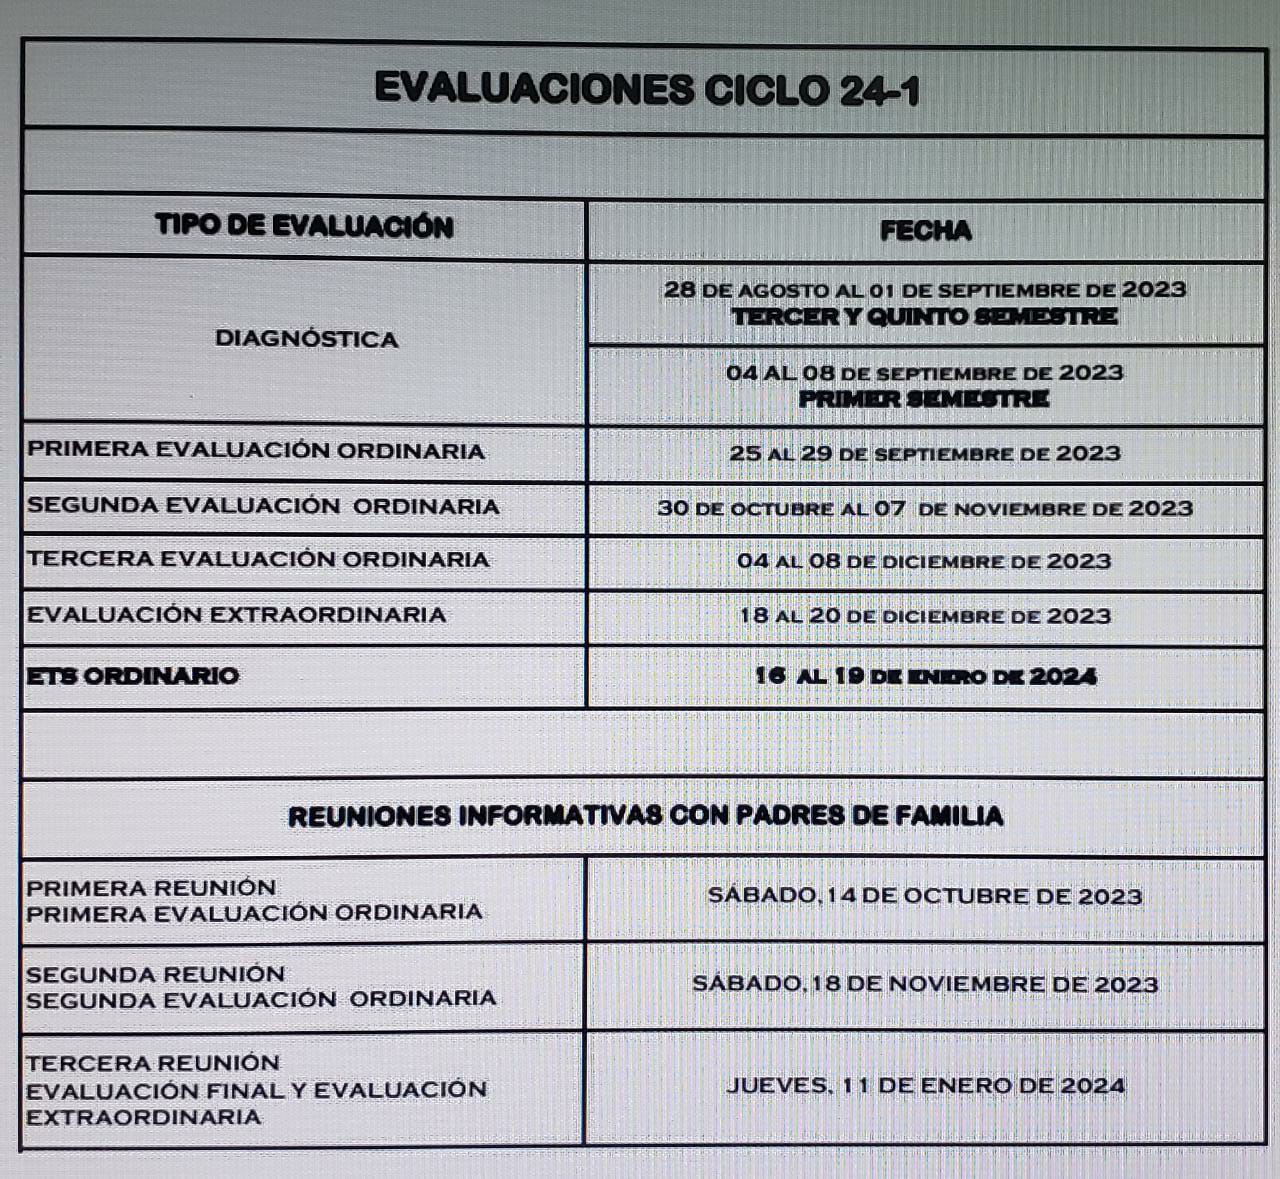 EVALUACIONES CICLO 24-1
TIPO DE EVALUACIÓN
FECHA
DIAGNÓSTICA
28 DE AGOSTO AL 01 DE SEPTIEMBRE DE 2023
TERCER Y QUINTO SEMESTRE
04 AL 08 DE SEPTIEMBRE DE 2023
PRIMER SEMESTRE
PRIMERA EVALUACIÓN ORDINARIA
25 AL 29 DE SEPTIEMBRE DE 2023
SEGUNDA EVALUACIÓN ORDINARIA
30 DE OCTUBRE AL 07 DE NOVIEMBRE DE 2023
TERCERA EVALUACIÓN ORDINARIA
04 AL 08 DE DICIEMBRE DE 2023
EVALUACIÓN EXTRAORDINARIA
18 AL 20 DE DICIEMBRE DE 2023
ETS ORDINARIO
16 AL 19 DE ENERO DE 2024
REUNIONES INFORMATIVAS CON PADRES DE FAMILIA
PRIMERA REUNIÓN
PRIMERA EVALUACIÓN ORDINARIA
SÁBADO, 14 DE OCTUBRE DE 2023
SEGUNDA REUNIÓN
SEGUNDA EVALUACIÓN ORDINARIA
SÁBADO, 18 DE NOVIEMBRE DE 2023
TERCERA REUNIÓN
EVALUACIÓN FINAL Y EVALUACIÓN
EXTRAORDINARIA
JUEVES, 11 DE ENERO DE 2024